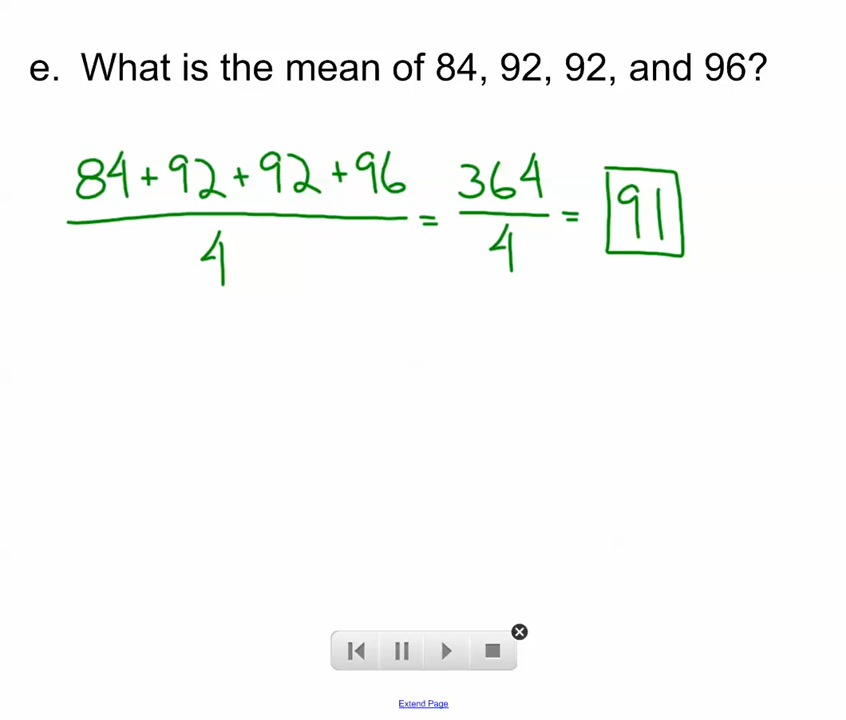 e. What is the mean of 84, 92, 92, and 96?
84 + 92 + 92 + 96 = 364 = 91
4 4
Extend Page